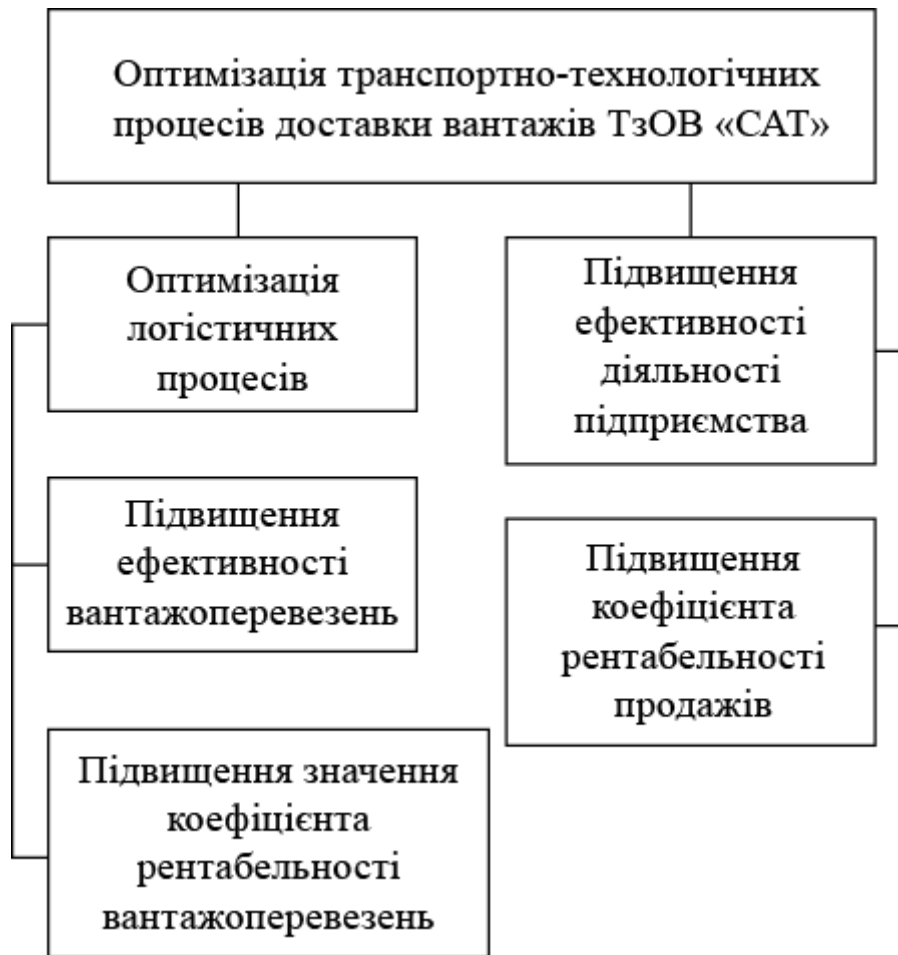 Оптимізація транспортно-технологічних
процесів доставки вантажів ТзОВ «САТ»
Оптимізація
логістичних
процесів
Підвищення
ефективності
вантажоперевезень
Підвищення значення
коефіцієнта
рентабельності
вантажоперевезень
Підвищення
ефективності
діяльності
підприємства
Підвищення
коефіцієнта
рентабельності
продажів